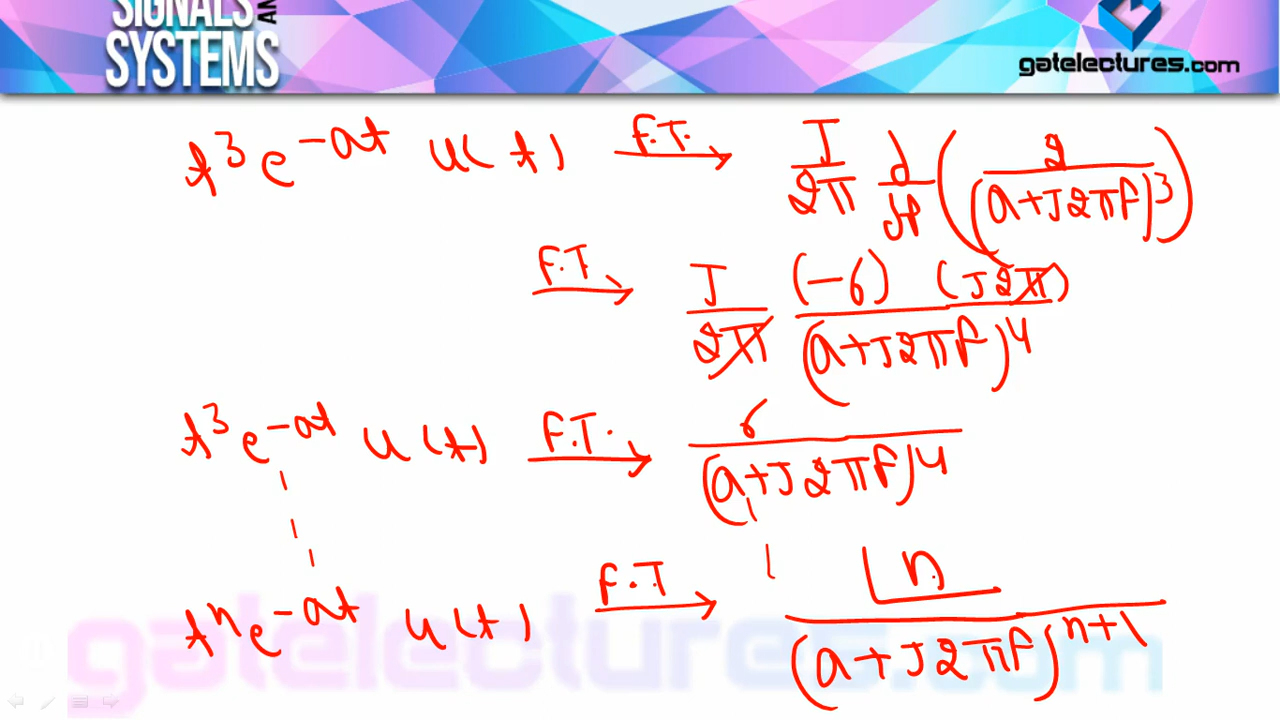 SIGNALS AND
SYSTEMS
gatelectures.com
t³e^{-at} u(t) F.T. → J/2π d/df (2/(a+J2πf)³)
F.T. → J/2π (-6) (J2π)/(a+J2πf)⁴
t³e^{-at} u(t) F.T. → 6/(a+J2πf)⁴
t^n e^{-at} u(t) F.T → |n/(a+J2πf)^{n+1}
gatelectures.com